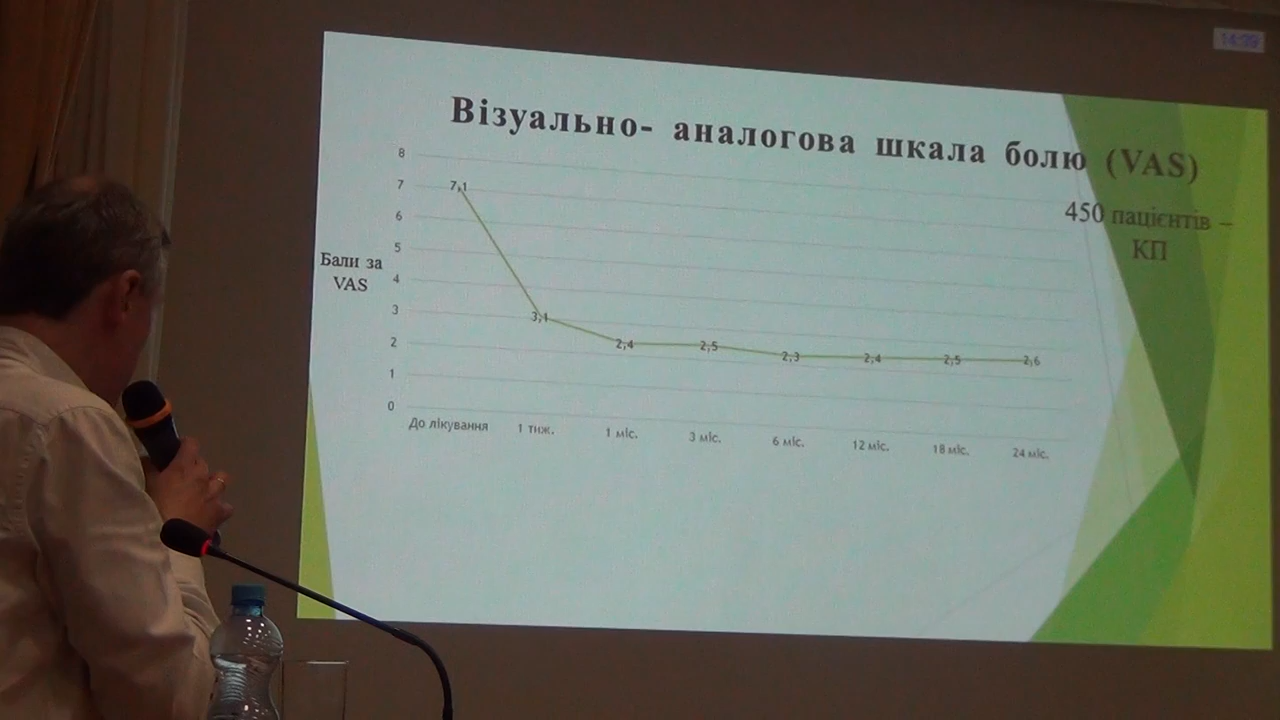 14:39
Візуально- аналогова шкала болю (VAS)
450 пацієнтів –
КП
Бали за
VAS
8
7
6
5
4
3
2
1
0
7,1
3,1
2,4
2,5
2,3
2,4
2,5
2,6
До лікування
1 тиж.
1 міс.
3 міс.
6 міс.
12 міс.
18 міс.
24 міс.